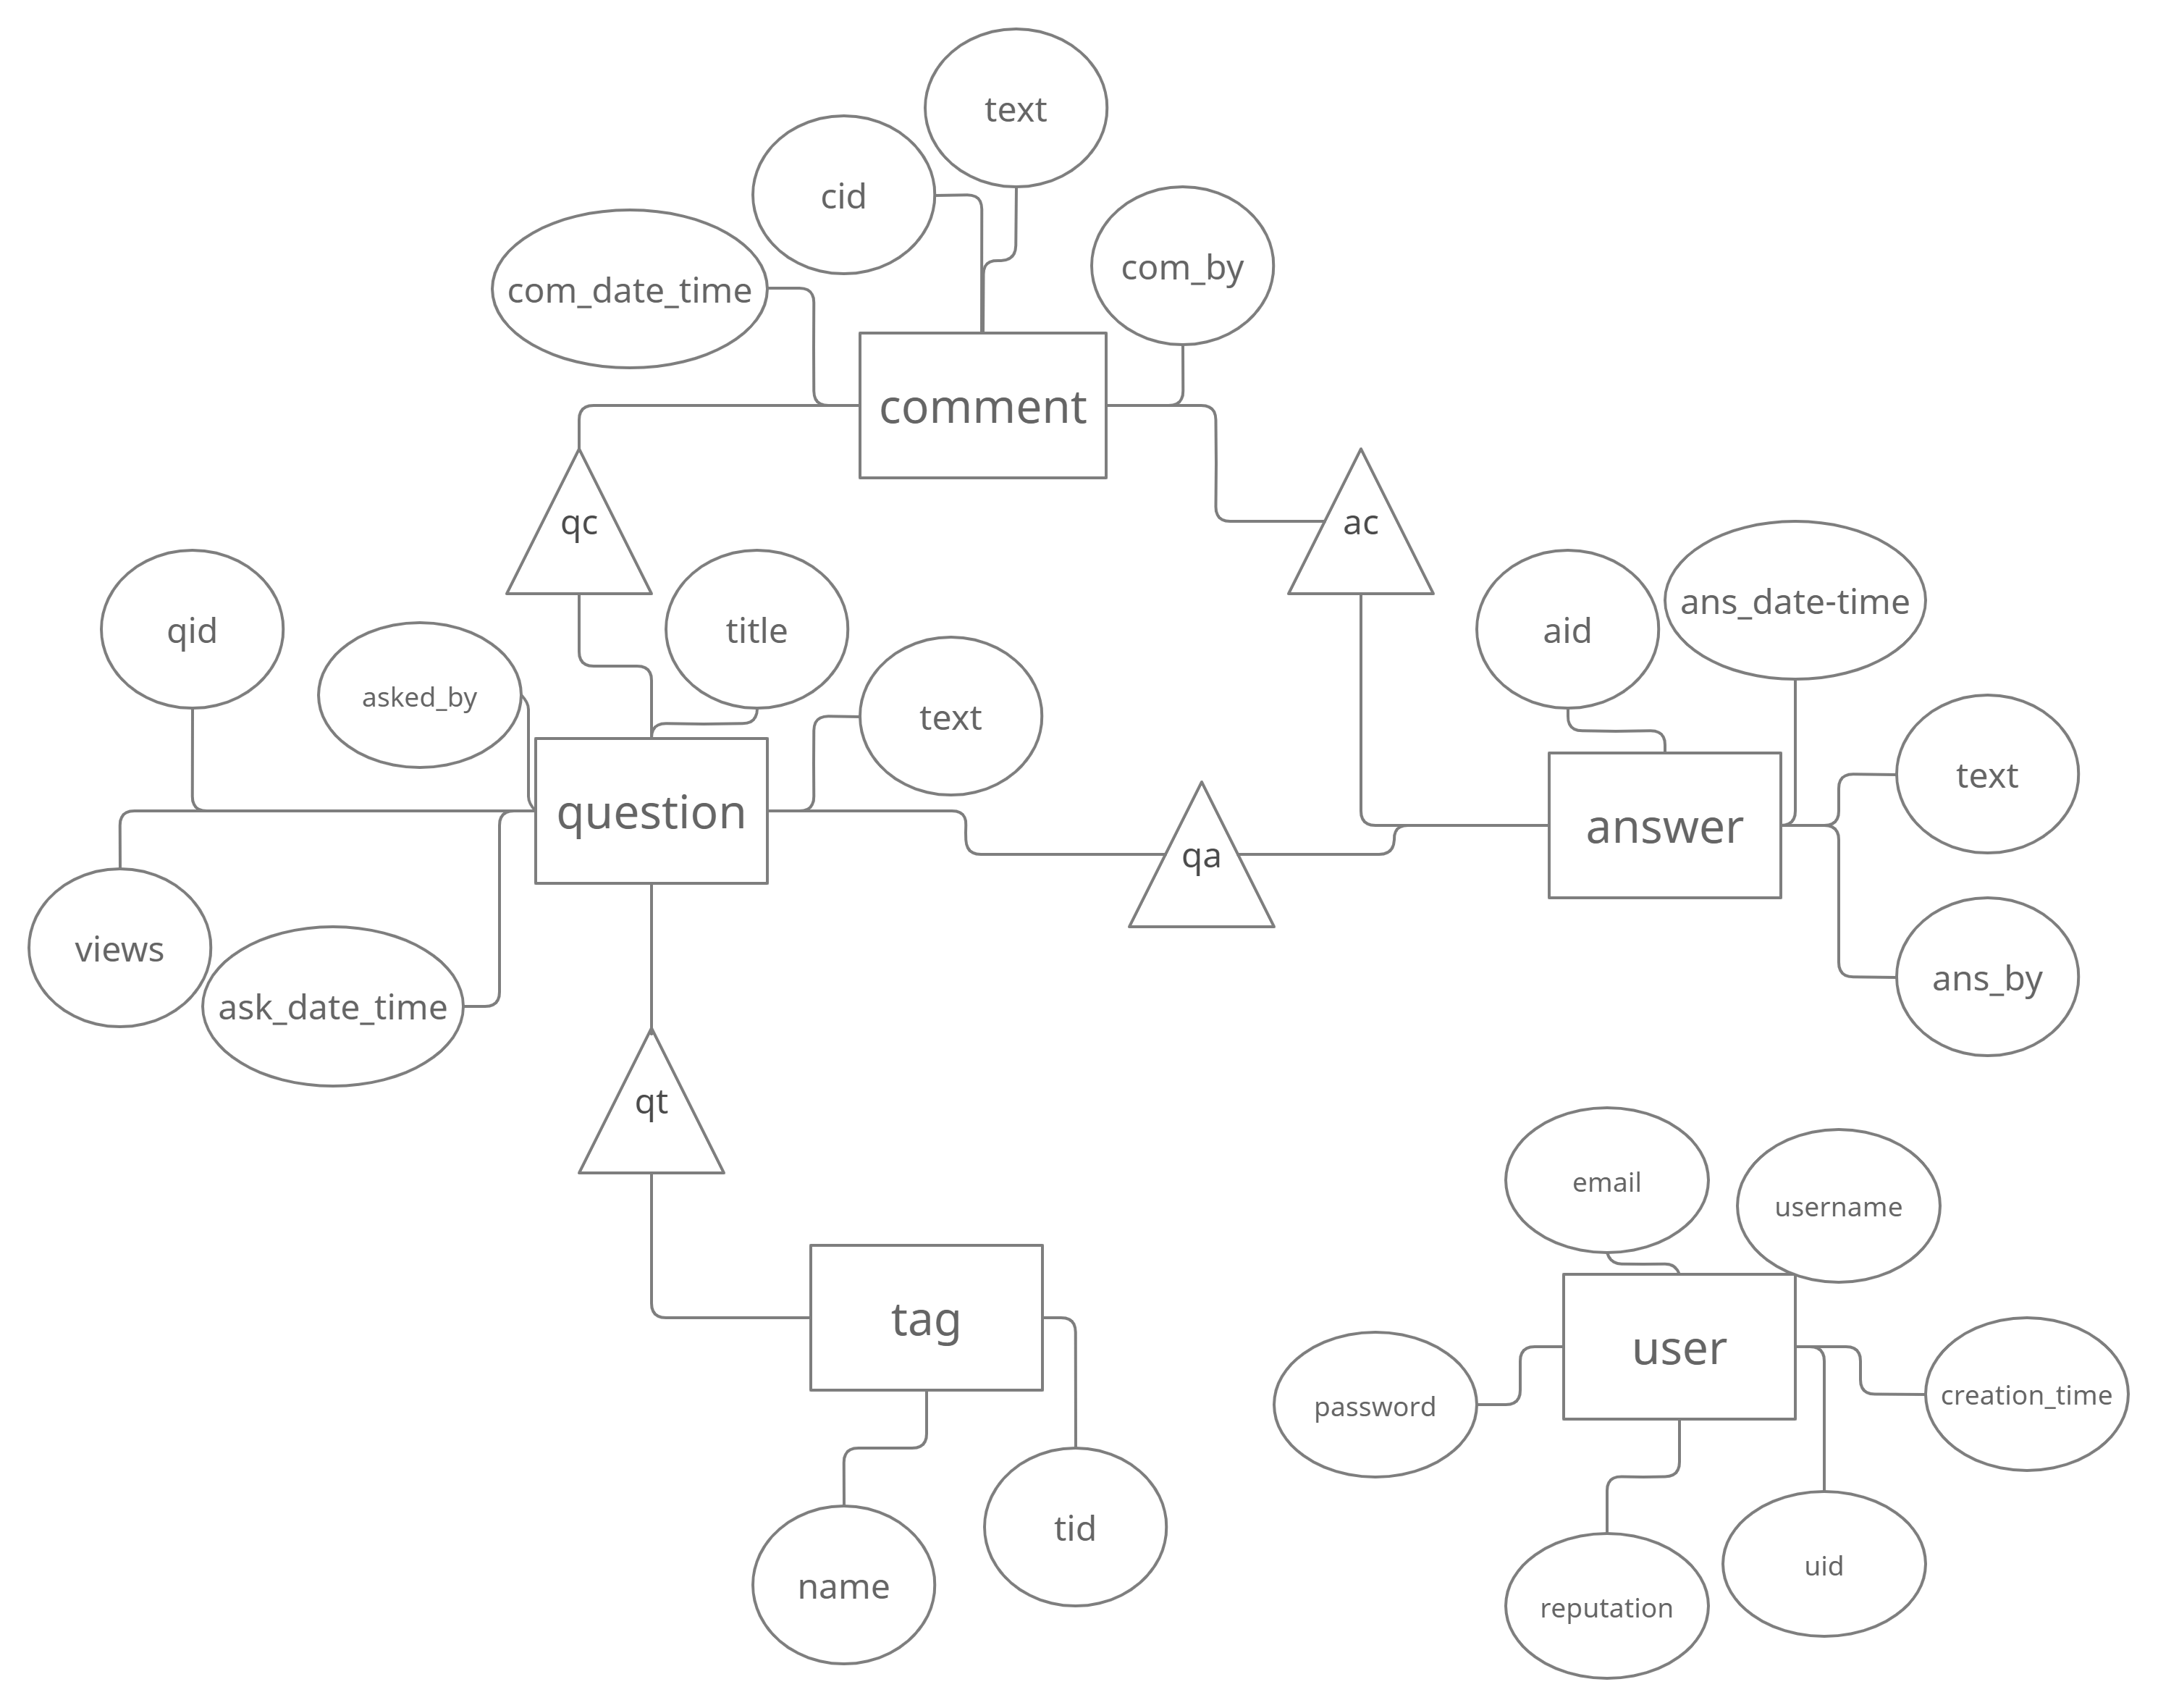 text
cid
com_by
com_date_time
comment
qc
ac
ans_date-time
qid
title
aid
asked_by
text
text
question
answer
qa
views
ans_by
ask_date_time
qt
email
username
tag
user
creation_time
password
tid
uid
name
reputation